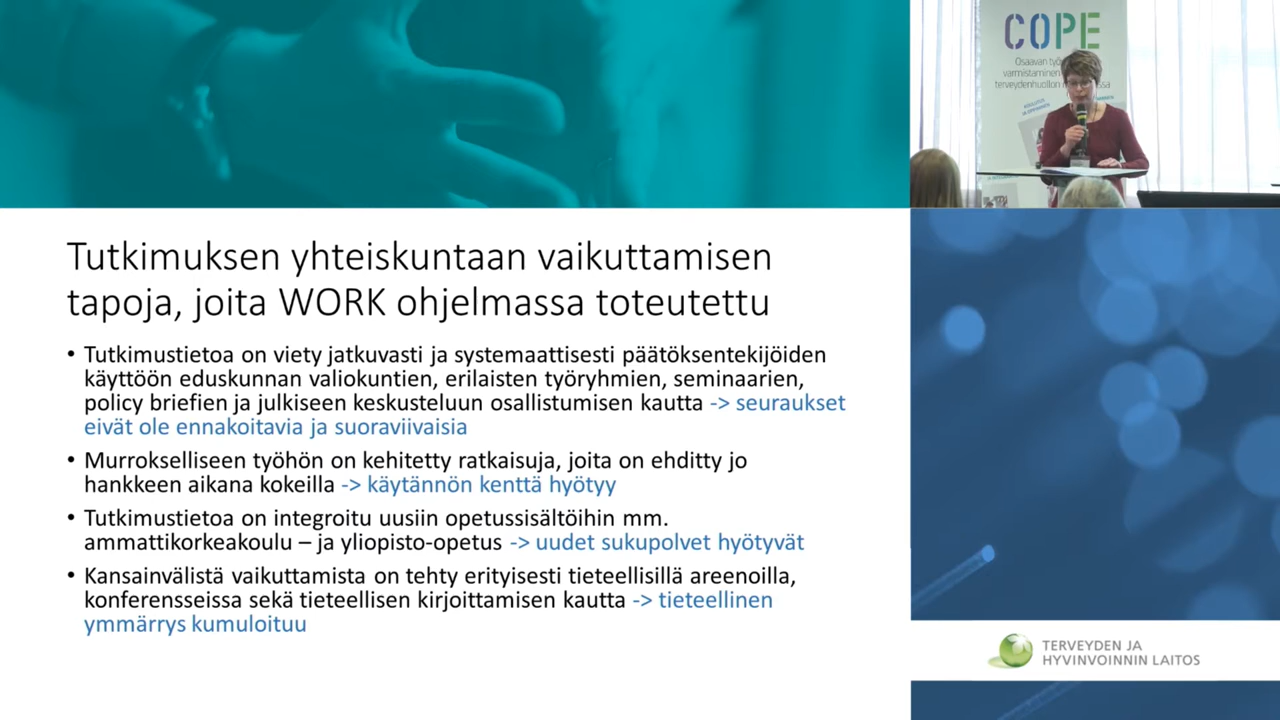 COPE
Osaavan
varmistaminen
terveydenhuollon
Tutkimuksen yhteiskuntaan vaikuttamisen
tapoja, joita WORK ohjelmassa toteutettu
• Tutkimustietoa on viety jatkuvasti ja systemaattisesti päätöksentekijöiden
käyttöön eduskunnan valiokuntien, erilaisten työryhmien, seminaarien,
policy briefien ja julkiseen keskusteluun osallistumisen kautta -> seuraukset
eivät ole ennakoitavia ja suoraviivaisia
• Murrokselliseen työhön on kehitetty ratkaisuja, joita on ehditty jo
hankkeen aikana kokeilla -> käytännön kenttä hyötyy
• Tutkimustietoa on integroitu uusiin opetussisältöihin mm.
ammattikorkeakoulu – ja yliopisto-opetus -> uudet sukupolvet hyötyvät
• Kansainvälistä vaikuttamista on tehty erityisesti tieteellisillä areenoilla,
konferensseissa sekä tieteellisen kirjoittamisen kautta -> tieteellinen
ymmärrys kumuloituu
TERVEYDEN JA
HYVINVOINNIN LAITOS